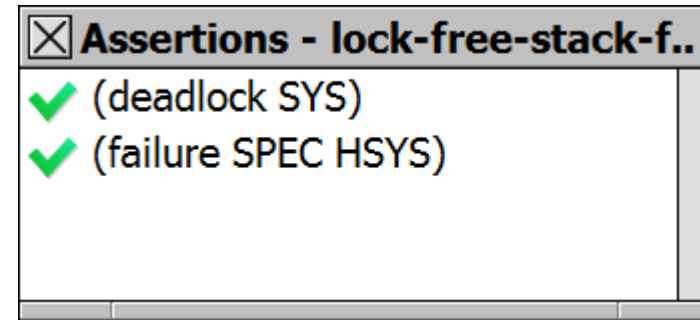 Assertions - lock-free-stack-f..
(deadlock SYS)
(failure SPEC HSYS)